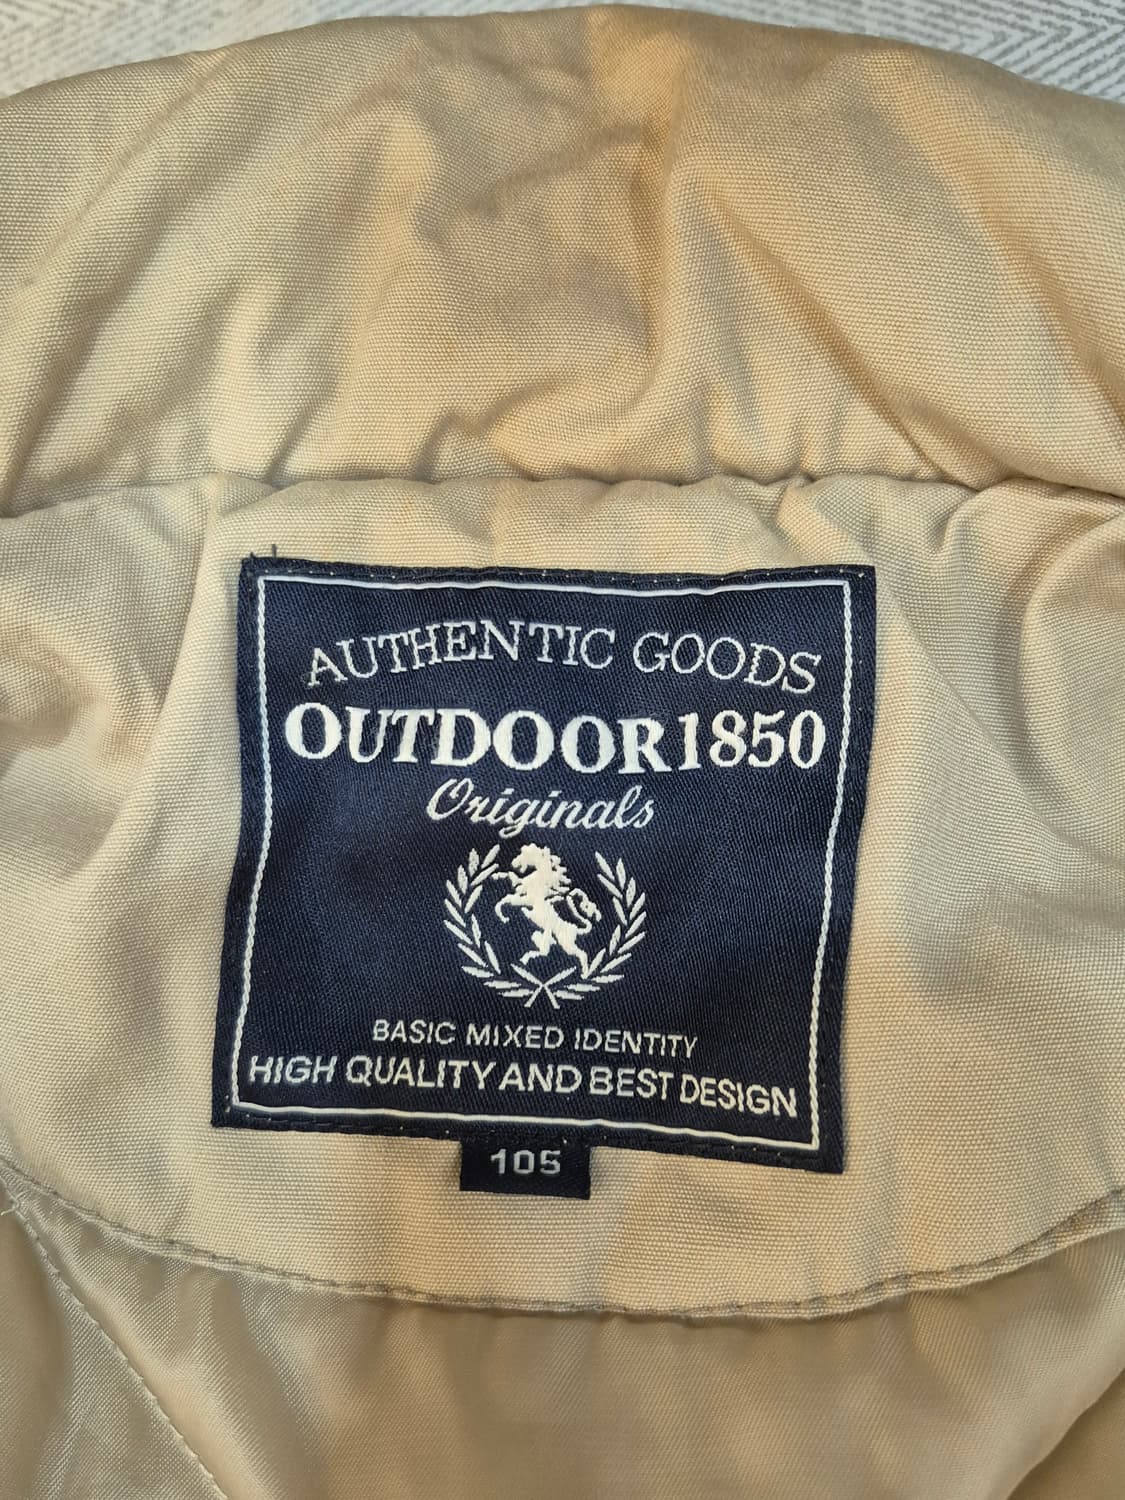 AUTHENTIC GOODS
OUTDOOR1850
Originals
BASIC MIXED IDENTITY
HIGH QUALITY AND BEST DESIGN
105